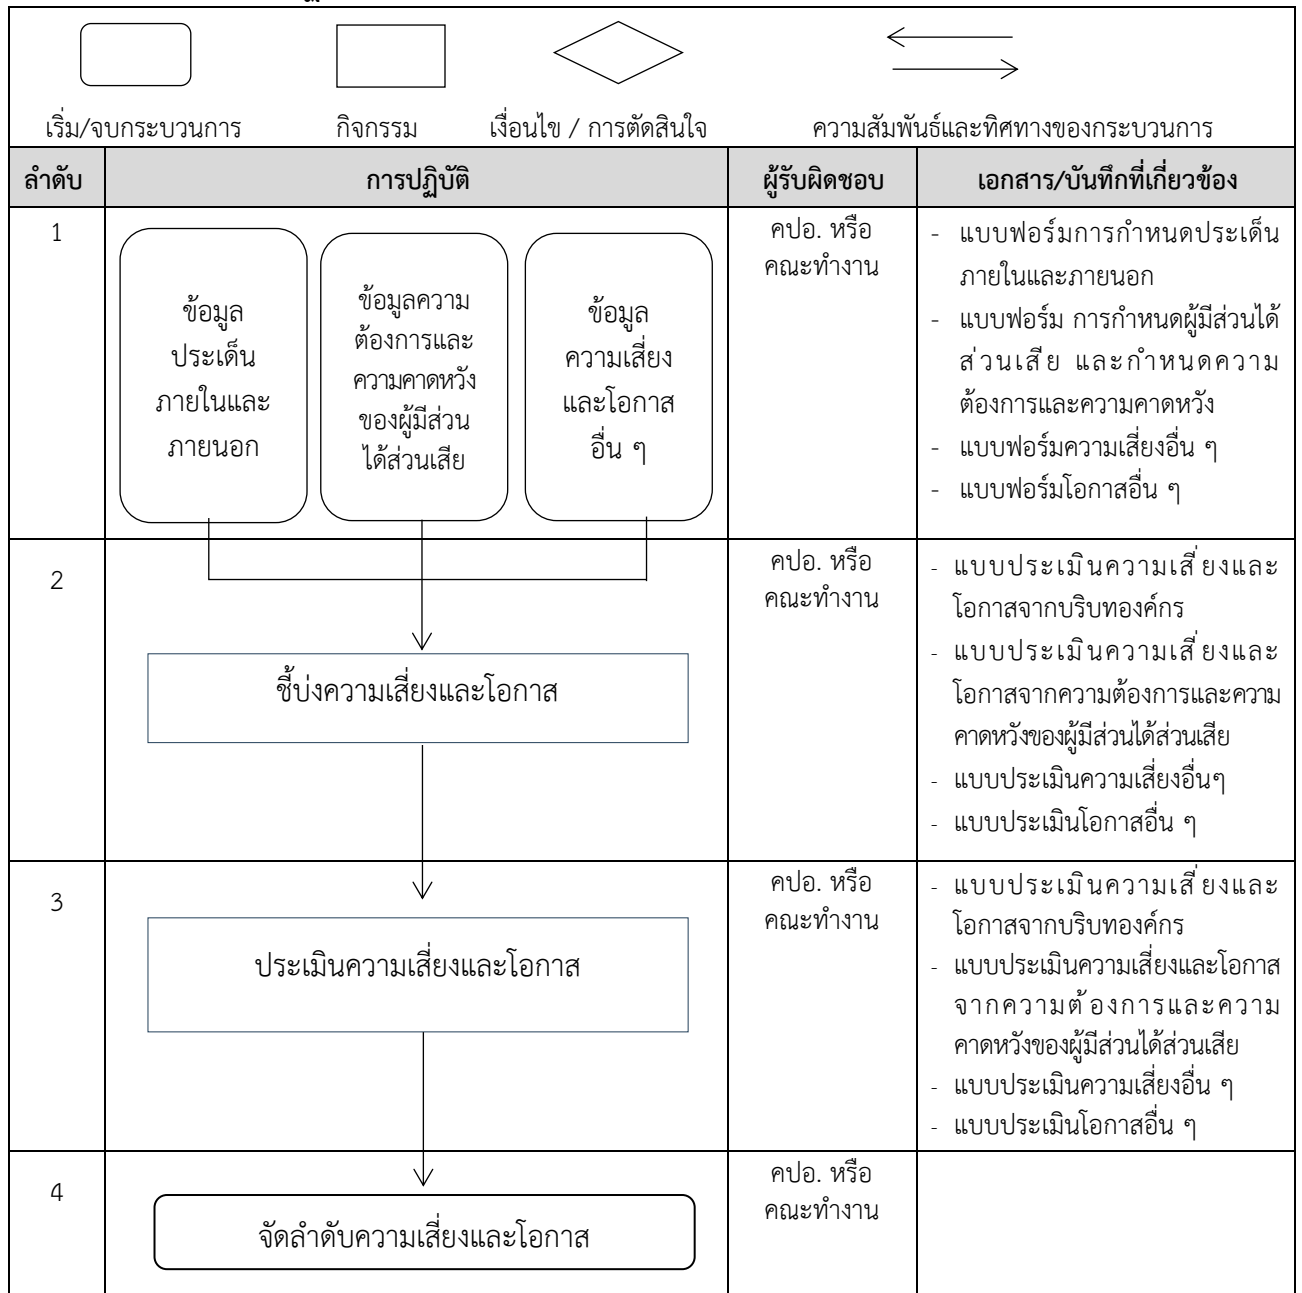 เริ่ม/จบกระบวนการ กิจกรรม เงื่อนไข / การตัดสินใจ ความสัมพันธ์และทิศทางของกระบวนการ
ลำดับ การปฏิบัติ ผู้รับผิดชอบ เอกสาร/บันทึกที่เกี่ยวข้อง
1
ข้อมูล
ประเด็น
ภายในและ
ภายนอก
ข้อมูลความ
ต้องการและ
ความคาดหวัง
ของผู้มีส่วน
ได้ส่วนเสีย
ข้อมูล
ความเสี่ยง
และโอกาส
อื่น ๆ
คปอ. หรือ
คณะทำงาน
- แบบฟอร์มการกำหนดประเด็น
ภายในและภายนอก
- แบบฟอร์ม การกำหนดผู้มีส่วนได้
ส่วนเสีย และกำหนดความ
ต้องการและความคาดหวัง
- แบบฟอร์มความเสี่ยงอื่น ๆ
- แบบฟอร์มโอกาสอื่น ๆ
2
ชี้บ่งความเสี่ยงและโอกาส
คปอ. หรือ
คณะทำงาน
- แบบประเมินความเสี่ยงและ
โอกาสจากบริบทองค์กร
- แบบประเมินความเสี่ยงและ
โอกาสจากความต้องการและความ
คาดหวังของผู้มีส่วนได้ส่วนเสีย
- แบบประเมินความเสี่ยงอื่นๆ
- แบบประเมินโอกาสอื่น ๆ
3
ประเมินความเสี่ยงและโอกาส
คปอ. หรือ
คณะทำงาน
- แบบประเมินความเสี่ยงและ
โอกาสจากบริบทองค์กร
- แบบประเมินความเสี่ยงและโอกาส
จากความต้องการและความ
คาดหวังของผู้มีส่วนได้ส่วนเสีย
- แบบประเมินความเสี่ยงอื่น ๆ
- แบบประเมินโอกาสอื่น ๆ
4
จัดลำดับความเสี่ยงและโอกาส
คปอ. หรือ
คณะทำงาน